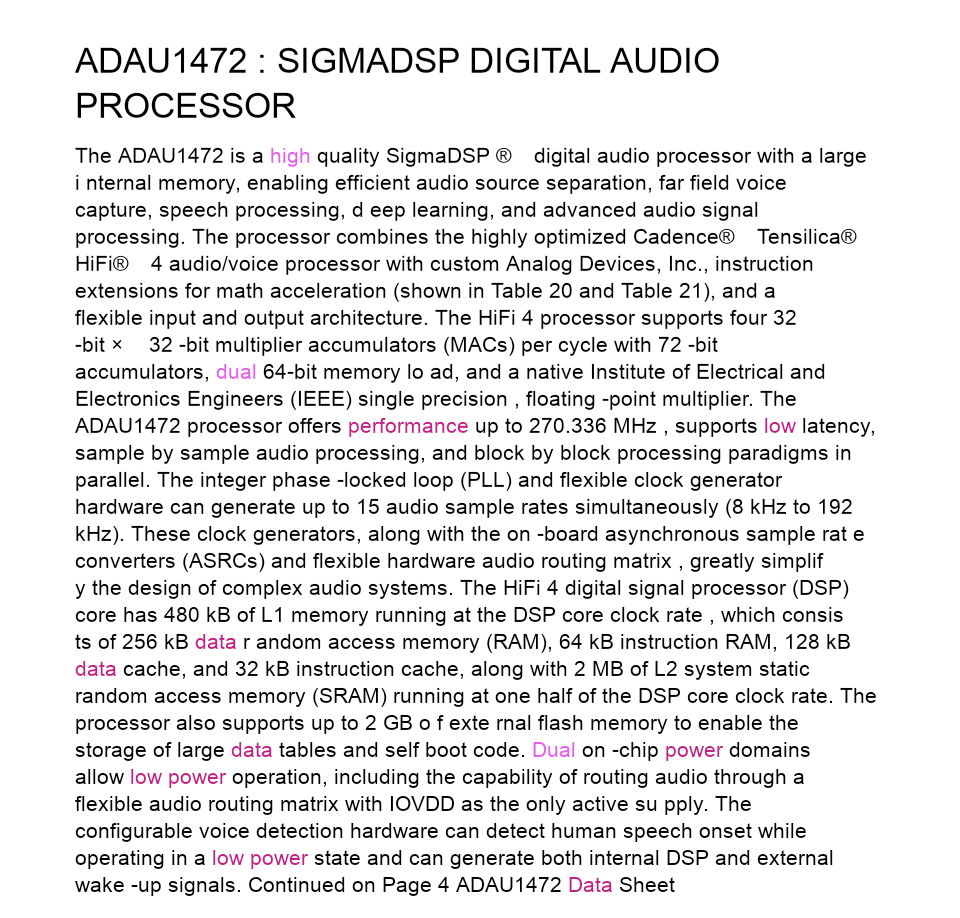 ADAU1472 : SIGMADSP DIGITAL AUDIO
PROCESSOR
The ADAU1472 is a high quality SigmaDSP ® digital audio processor with a large
i nternal memory, enabling efficient audio source separation, far field voice
capture, speech processing, d eep learning, and advanced audio signal
processing. The processor combines the highly optimized Cadence® Tensilica®
HiFi® 4 audio/voice processor with custom Analog Devices, Inc., instruction
extensions for math acceleration (shown in Table 20 and Table 21), and a
flexible input and output architecture. The HiFi 4 processor supports four 32
-bit × 32 -bit multiplier accumulators (MACs) per cycle with 72 -bit
accumulators, dual 64-bit memory lo ad, and a native Institute of Electrical and
Electronics Engineers (IEEE) single precision , floating -point multiplier. The
ADAU1472 processor offers performance up to 270.336 MHz , supports low latency,
sample by sample audio processing, and block by block processing paradigms in
parallel. The integer phase -locked loop (PLL) and flexible clock generator
hardware can generate up to 15 audio sample rates simultaneously (8 kHz to 192
kHz). These clock generators, along with the on -board asynchronous sample rat e
converters (ASRCs) and flexible hardware audio routing matrix , greatly simplif
y the design of complex audio systems. The HiFi 4 digital signal processor (DSP)
core has 480 kB of L1 memory running at the DSP core clock rate , which consis
ts of 256 kB data r andom access memory (RAM), 64 kB instruction RAM, 128 kB
data cache, and 32 kB instruction cache, along with 2 MB of L2 system static
random access memory (SRAM) running at one half of the DSP core clock rate. The
processor also supports up to 2 GB o f exte rnal flash memory to enable the
storage of large data tables and self boot code. Dual on -chip power domains
allow low power operation, including the capability of routing audio through a
flexible audio routing matrix with IOVDD as the only active su pply. The
configurable voice detection hardware can detect human speech onset while
operating in a low power state and can generate both internal DSP and external
wake -up signals. Continued on Page 4 ADAU1472 Data Sheet